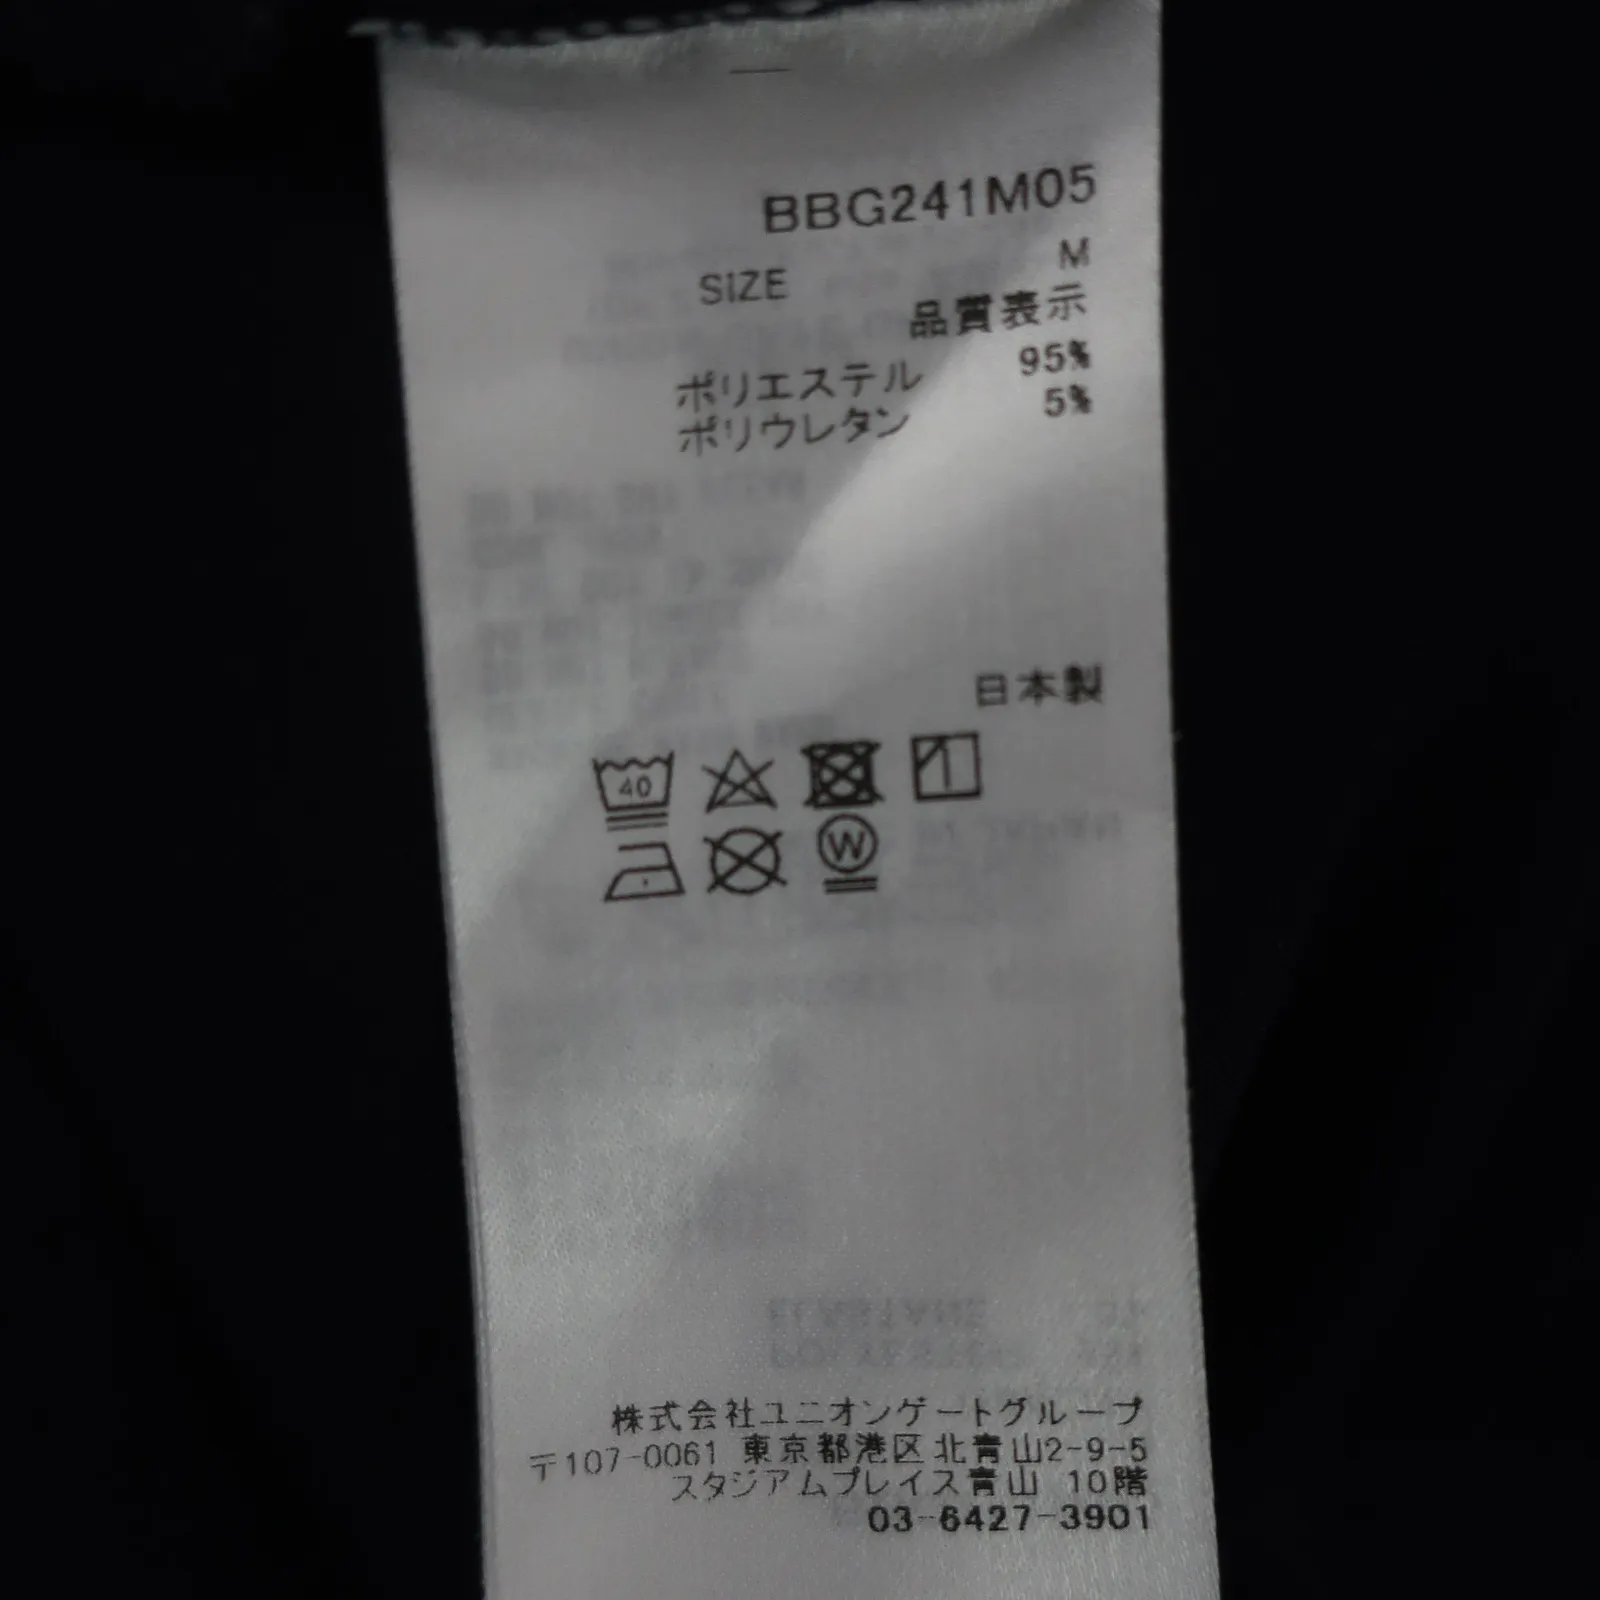 BBG241M05
SIZE M
品質表示
ポリエステル 95%
ポリウレタン 5%
日本製
40
W
株式会社ユニオンゲートグループ
〒107-0061 東京都港区北青山2-9-5
スタジアムプレイス青山 10階
03-6427-3901